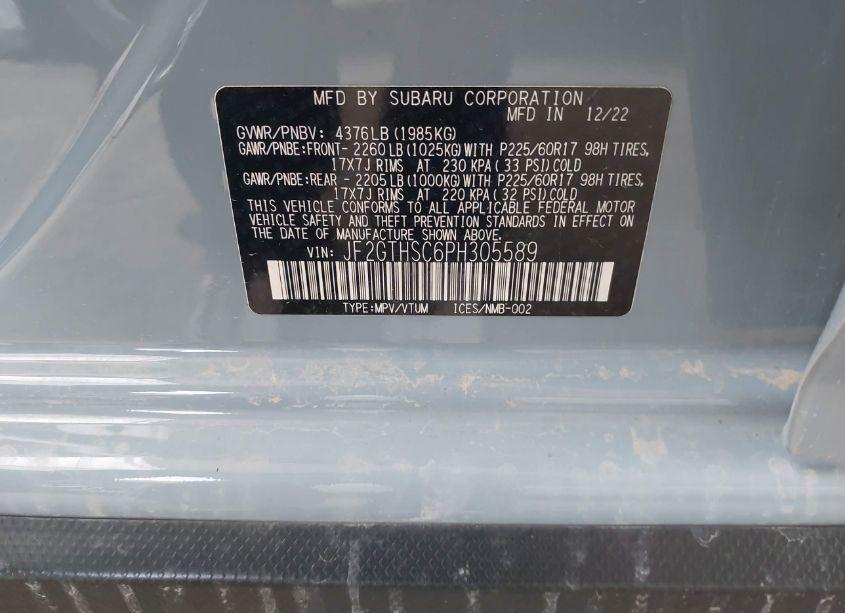 MFD BY SUBARU CORPORATION
MFD IN 12/22
GVWR/PNBV: 4376LB (1985KG)
GAWR/PNBE:FRONT- 2260 LB (1025KG) WITH P225/60R17 98H TIRES,
17X7J RIMS AT 230 KPA( 33 PSI) COLD
GAWR/PNBE:REAR - 2205 LB (1000KG) WITH P225/60R17 98H TIRES,
17X7J RIMS AT 220 KPA( 32 PSI) COLD
THIS VEHICLE CONFORMS TO ALL APPLICABLE FEDERAL MOTOR
VEHICLE SAFETY AND THEFT PREVENTION STANDARDS IN EFFECT ON
THE DATE OF MANUFACTURE SHOWN ABOVE.
VIN: JF2GTHSC6PH305589
TYPE:MPV/VTUM ICES/NMB-002